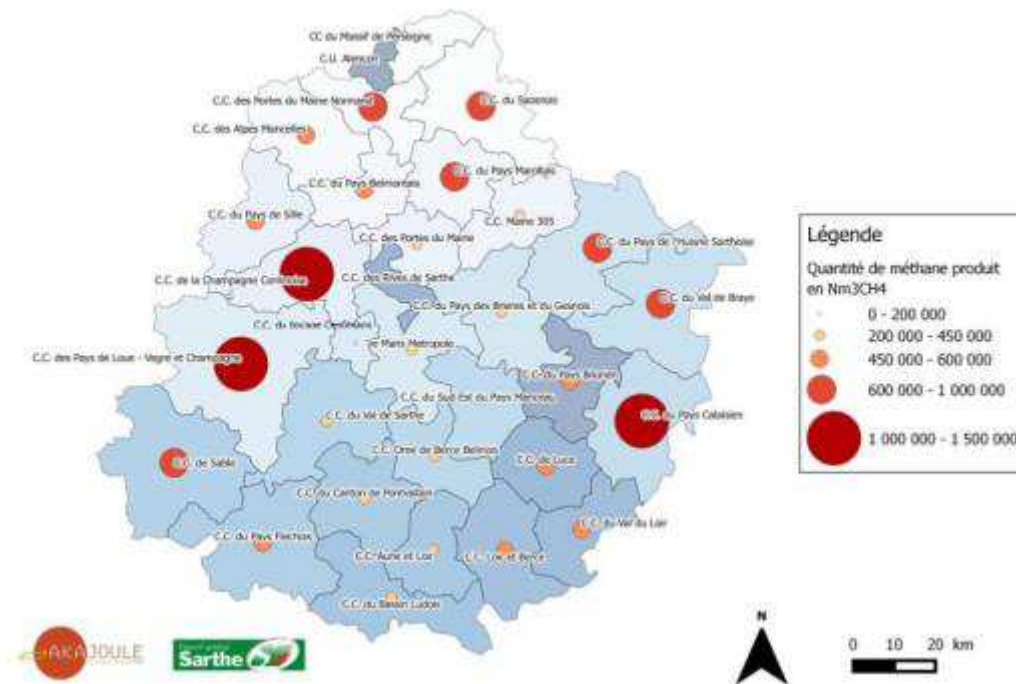 CC du Massif de Perseigne
C.U. Alençon
C.C. des Portes du Maine Normand
C.C. du Saosnois
C.C. des Alpes Mancelles
C.C. du Pays Marollais
C.C. du Pays Belmontais
C.C. du Pays de Sillé
C.C. Maine 305
C.C. des Portes du Maine
C.C. du Pays de l'Huisne Sarthoise
C.C. de la Champagne Conlinoise
C.C. des Rives de Sarthe
C.C. du Val de Braye
C.C. du Pays des Brières et du Gesnois
C.C. du Bocage Cénomans
Le Mans Metropole
C.C. des Pays de Loue - Vegre et Champagne
C.C. du Pays Brulon
C.C. du Sud Est du Pays Manceau
C.C. du Pays Calaisien
C.C. du Val de Sarthe
C.C. Orée de Bercé Belinois
C.C. de Sablé
C.C. de Lucé
C.C. du Canton de Pontvallain
C.C. du Val du Loir
C.C. du Pays Flechois
C.C. Aune et Loir
C.C. Loir et Bercé
C.C. du Bassin Ludois
Légende
Quantité de méthane produit
en Nm3CH4
0 - 200 000
200 000 - 450 000
450 000 - 600 000
600 000 - 1 000 000
1 000 000 - 1 500 000
AKAJOULE
Sarthe
N
0 10 20 km